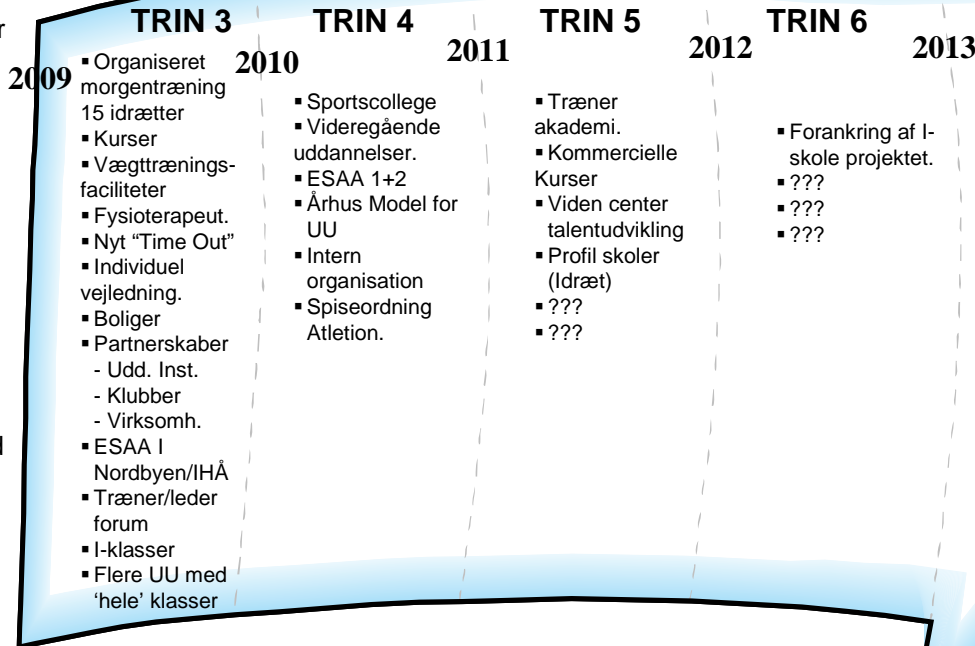 r
TRIN 3
TRIN 4
TRIN 5
TRIN 6
2009
2010
2011
2012
2013
▪ Organiseret
morgentræning
15 idrætter
▪ Kurser
▪ Vægttrænings-
faciliteter
▪ Fysioterapeut.
▪ Nyt “Time Out”
▪ Individuel
vejledning.
▪ Boliger
▪ Partnerskaber
- Udd. Inst.
- Klubber
- Virksomh.
▪ ESAA I
Nordbyen/IHÅ
▪ Træner/leder
forum
▪ I-klasser
▪ Flere UU med
‘hele’ klasser
▪ Sportscollege
▪ Videregående
uddannelser.
▪ ESAA 1+2
▪ Århus Model for
UU
▪ Intern
organisation
▪ Spiseordning
Atletion.
▪ Træner
akademi.
▪ Kommercielle
Kurser
▪ Viden center
talentudvikling
▪ Profil skoler
(Idræt)
▪ ???
▪ ???
▪ Forankring af I-
skole projektet.
▪ ???
▪ ???
▪ ???